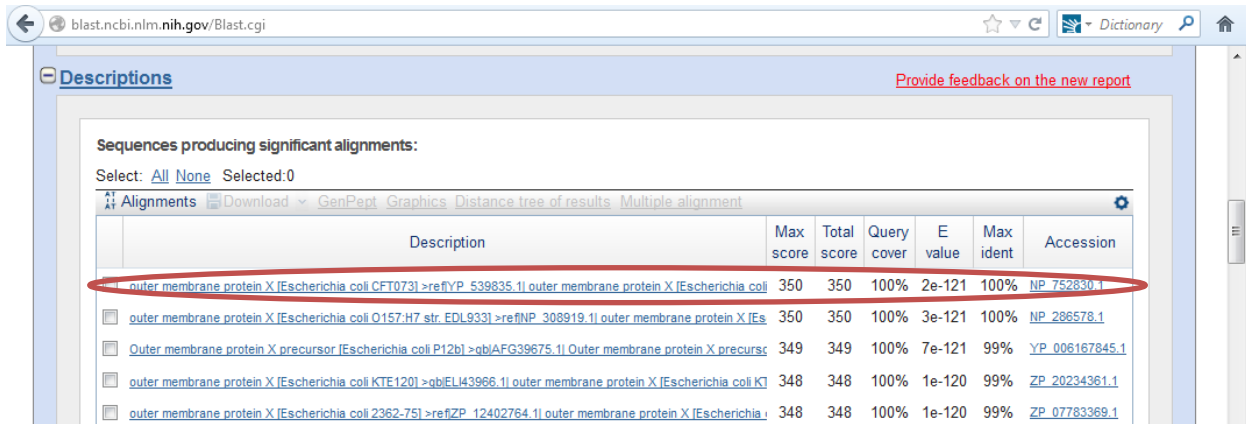 blast.ncbi.nlm.nih.gov/Blast.cgi
Dictionary
Descriptions
Provide feedback on the new report
Sequences producing significant alignments:
Select: All None Selected:0
Alignments Download GenPept Graphics Distance tree of results Multiple alignment
Description Max score Total score Query cover E value Max ident Accession
outer membrane protein X [Escherichia coli CFT073] >ref|YP_539835.1| outer membrane protein X [Escherichia coli 350 350 100% 2e-121 100% NP_752830.1
outer membrane protein X [Escherichia coli O157:H7 str. EDL933] >ref|NP_308919.1| outer membrane protein X [Es 350 350 100% 3e-121 100% NP_286578.1
Outer membrane protein X precursor [Escherichia coli P12b] >gb|AFG39675.1| Outer membrane protein X precursc 349 349 100% 7e-121 99% YP_006167845.1
outer membrane protein X [Escherichia coli KTE120] >gb|ELI43966.1| outer membrane protein X [Escherichia coli KT 348 348 100% 1e-120 99% ZP_20234361.1
outer membrane protein X [Escherichia coli 2362-75] >ref|ZP_12402764.1| outer membrane protein X [Escherichia 348 348 100% 1e-120 99% ZP_07783369.1